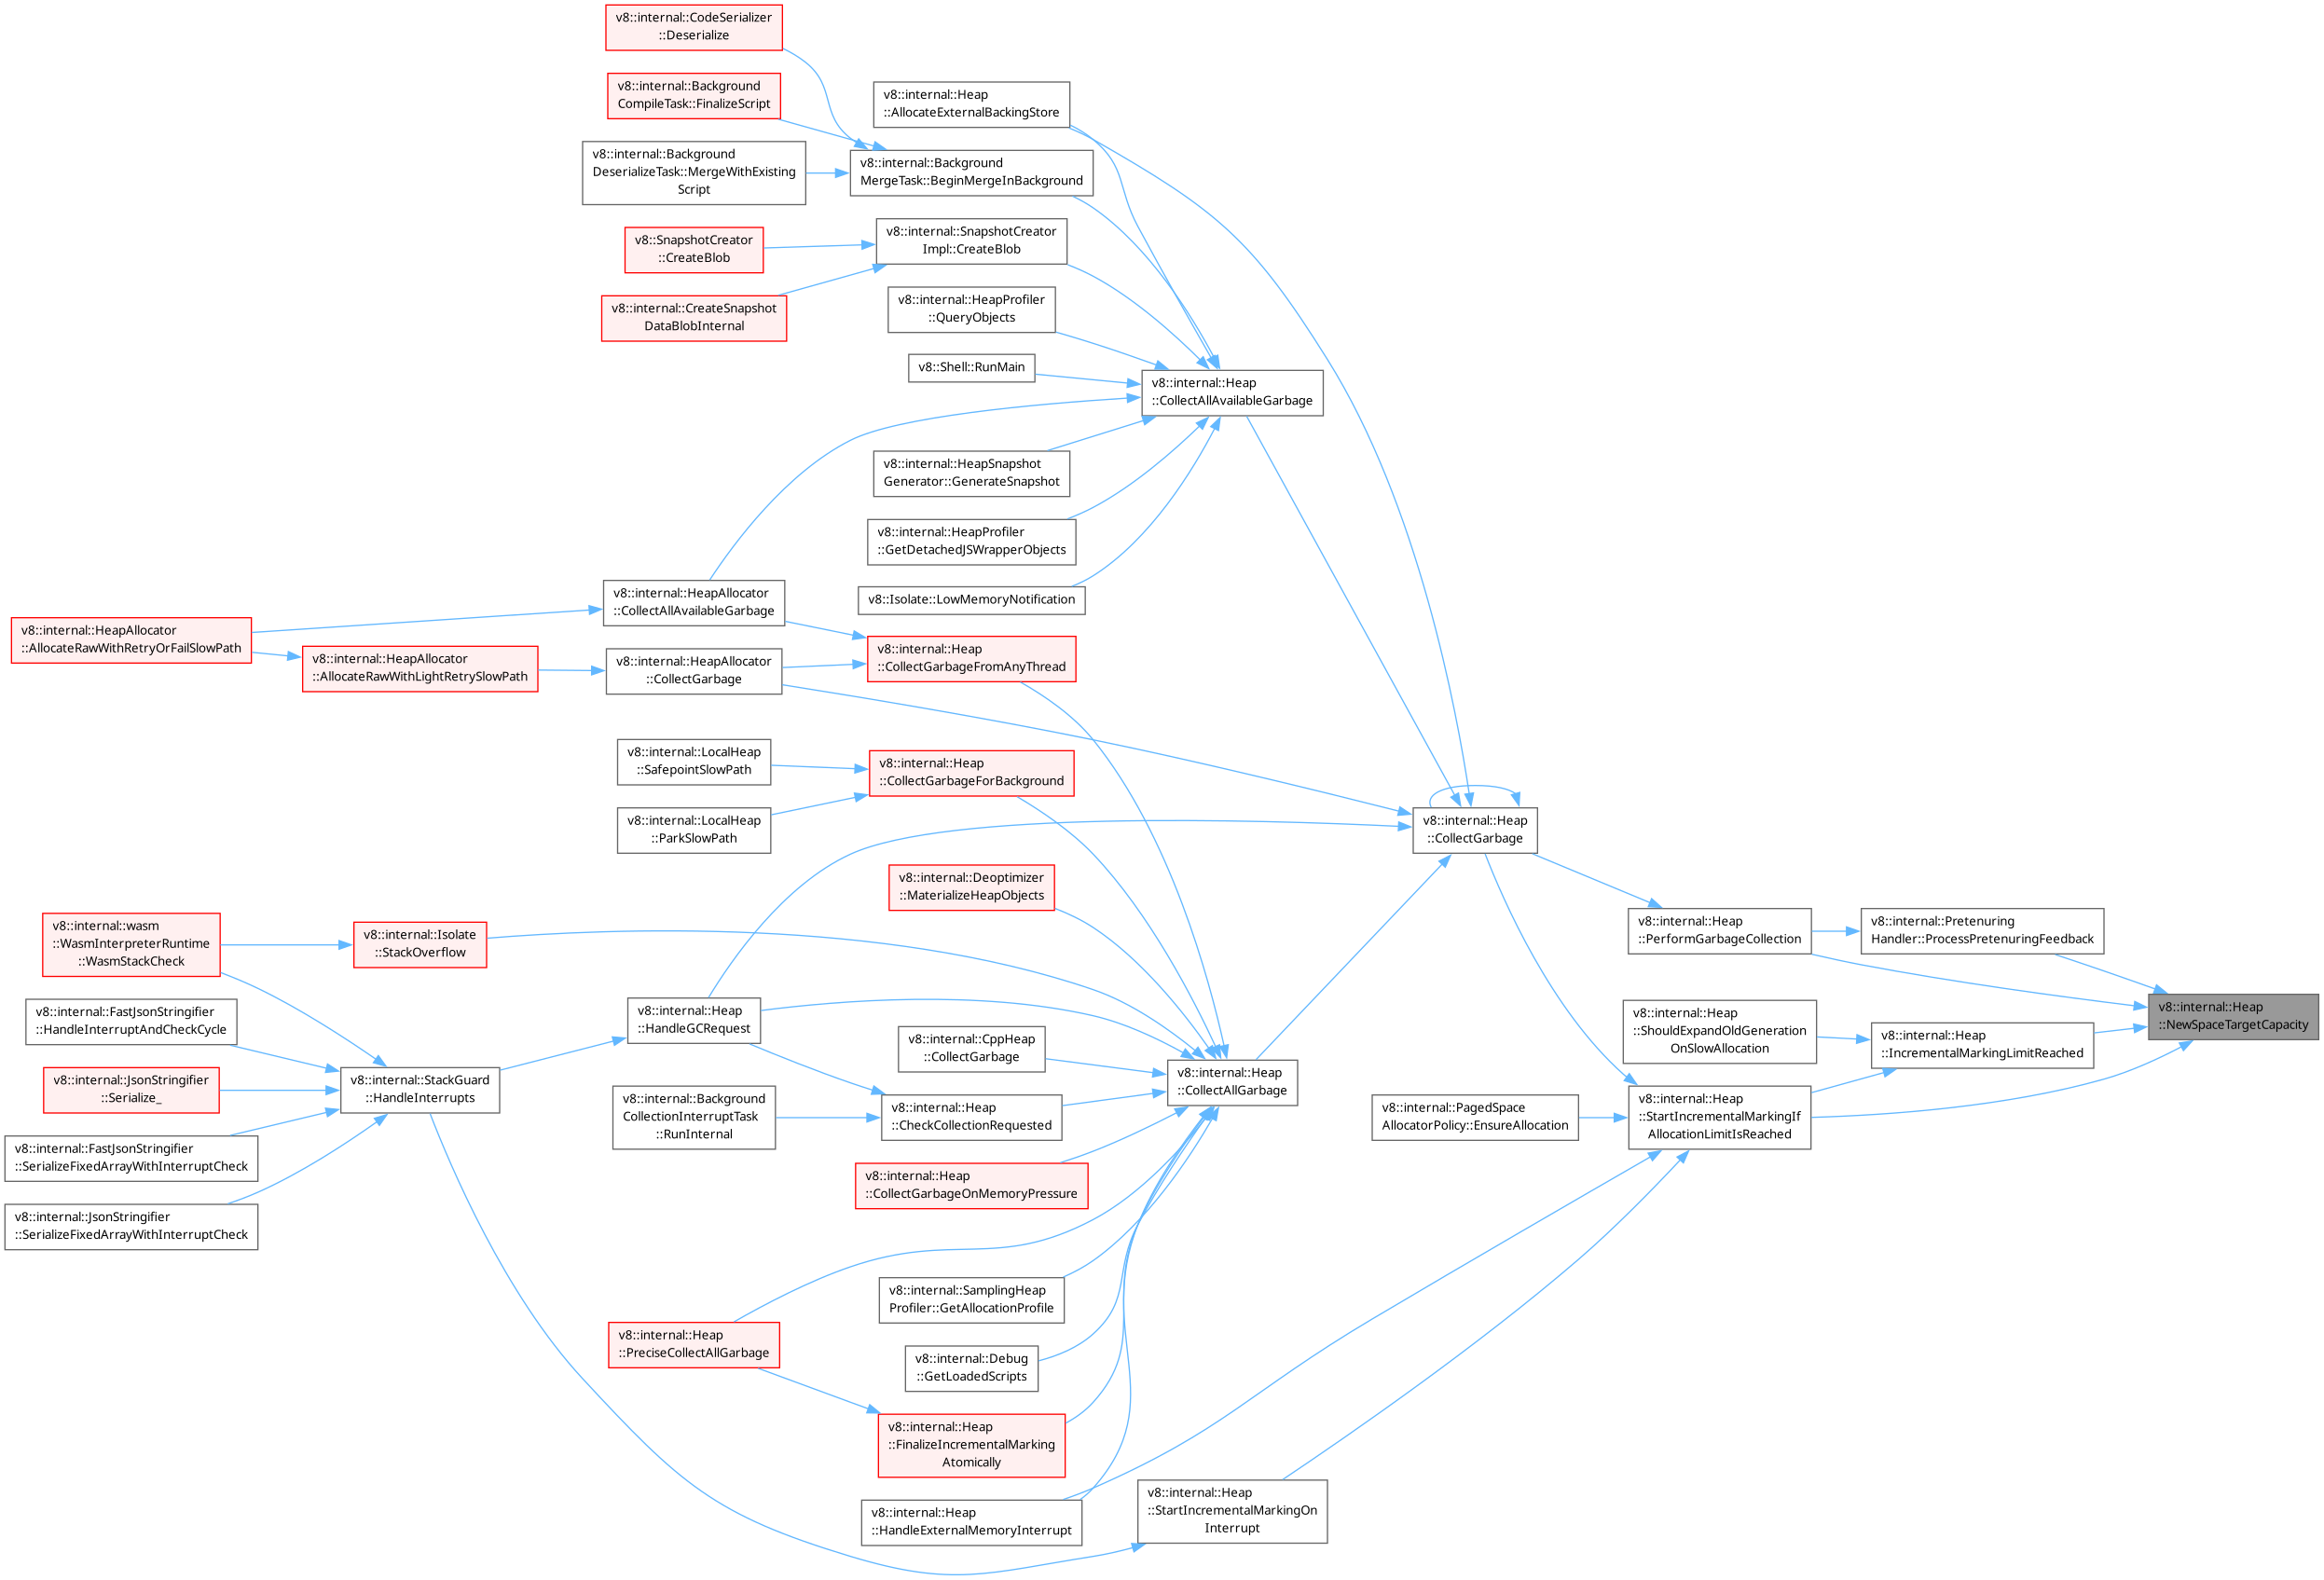 v8::internal::CodeSerializer
::Deserialize
v8::internal::Background
CompileTask::FinalizeScript
v8::internal::Heap
::AllocateExternalBackingStore
v8::internal::Background
DeserializeTask::MergeWithExisting
Script
v8::internal::Background
MergeTask::BeginMergeInBackground
v8::SnapshotCreator
::CreateBlob
v8::internal::SnapshotCreator
Impl::CreateBlob
v8::internal::CreateSnapshot
DataBlobInternal
v8::internal::HeapProfiler
::QueryObjects
v8::Shell::RunMain
v8::internal::Heap
::CollectAllAvailableGarbage
v8::internal::HeapSnapshot
Generator::GenerateSnapshot
v8::internal::HeapProfiler
::GetDetachedJSWrapperObjects
v8::Isolate::LowMemoryNotification
v8::internal::HeapAllocator
::CollectAllAvailableGarbage
v8::internal::HeapAllocator
::AllocateRawWithRetryOrFailSlowPath
v8::internal::HeapAllocator
::AllocateRawWithLightRetrySlowPath
v8::internal::HeapAllocator
::CollectGarbage
v8::internal::Heap
::CollectGarbageFromAnyThread
v8::internal::LocalHeap
::SafepointSlowPath
v8::internal::Heap
::CollectGarbageForBackground
v8::internal::LocalHeap
::ParkSlowPath
v8::internal::Heap
::CollectGarbage
v8::internal::Deoptimizer
::MaterializeHeapObjects
v8::internal::wasm
::WasmInterpreterRuntime
::WasmStackCheck
v8::internal::Isolate
::StackOverflow
v8::internal::Heap
::PerformGarbageCollection
v8::internal::Pretenuring
Handler::ProcessPretenuringFeedback
v8::internal::FastJsonStringifier
::HandleInterruptAndCheckCycle
v8::internal::Heap
::HandleGCRequest
v8::internal::CppHeap
::CollectGarbage
v8::internal::Heap
::ShouldExpandOldGeneration
OnSlowAllocation
v8::internal::Heap
::IncrementalMarkingLimitReached
v8::internal::Heap
::NewSpaceTargetCapacity
v8::internal::JsonStringifier
::Serialize_
v8::internal::StackGuard
::HandleInterrupts
v8::internal::Background
CollectionInterruptTask
::RunInternal
v8::internal::Heap
::CheckCollectionRequested
v8::internal::Heap
::CollectAllGarbage
v8::internal::PagedSpace
AllocatorPolicy::EnsureAllocation
v8::internal::Heap
::StartIncrementalMarkingIf
AllocationLimitIsReached
v8::internal::FastJsonStringifier
::SerializeFixedArrayWithInterruptCheck
v8::internal::Heap
::CollectGarbageOnMemoryPressure
v8::internal::JsonStringifier
::SerializeFixedArrayWithInterruptCheck
v8::internal::SamplingHeap
Profiler::GetAllocationProfile
v8::internal::Heap
::PreciseCollectAllGarbage
v8::internal::Debug
::GetLoadedScripts
v8::internal::Heap
::FinalizeIncrementalMarking
Atomically
v8::internal::Heap
::HandleExternalMemoryInterrupt
v8::internal::Heap
::StartIncrementalMarkingOn
Interrupt